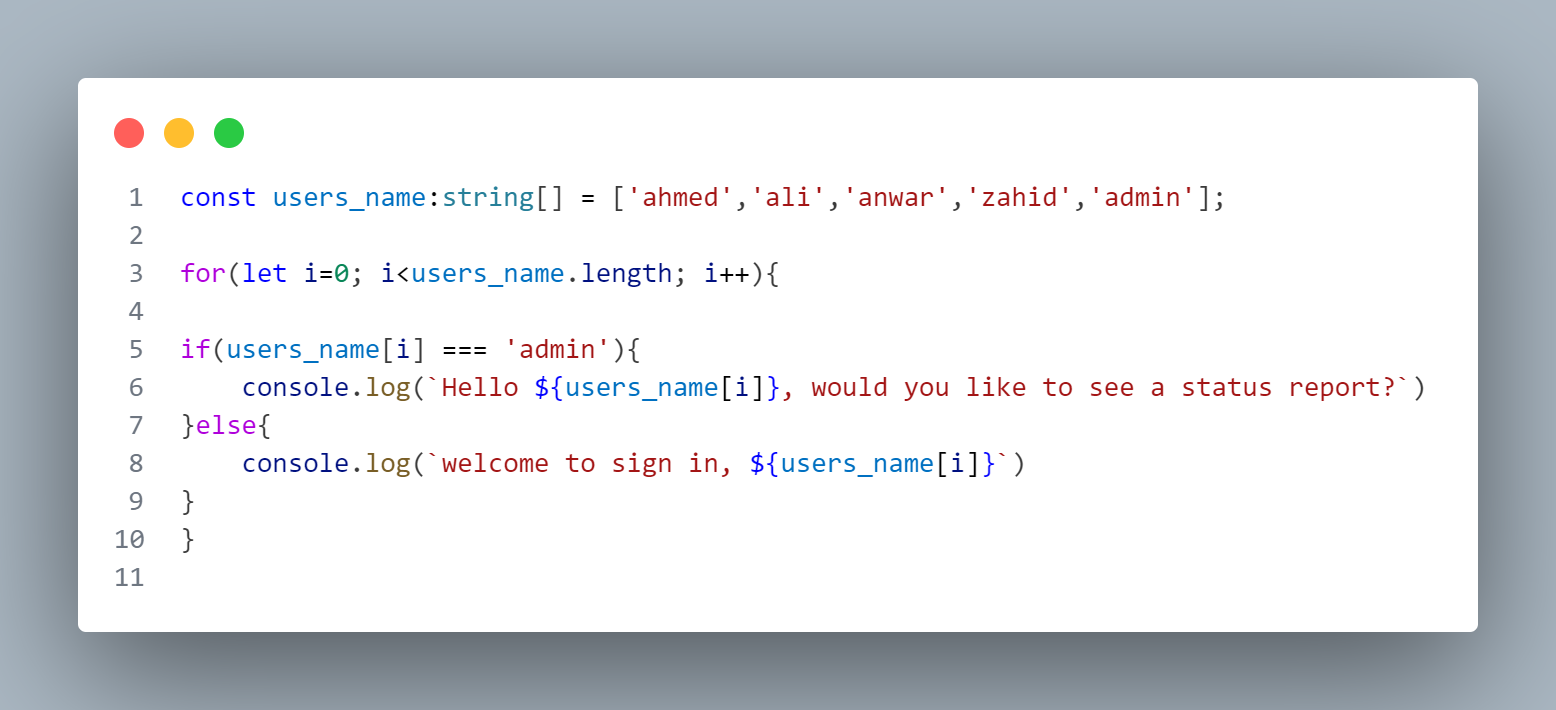 1 const users_name:string[] = ['ahmed','ali','anwar','zahid','admin'];
2
3 for(let i=0; i<users_name.length; i++){
4
5 if(users_name[i] === 'admin'){
6     console.log(`Hello ${users_name[i]}, would you like to see a status report?`)
7 }else{
8     console.log(`welcome to sign in, ${users_name[i]}`)
9 }
10 }
11